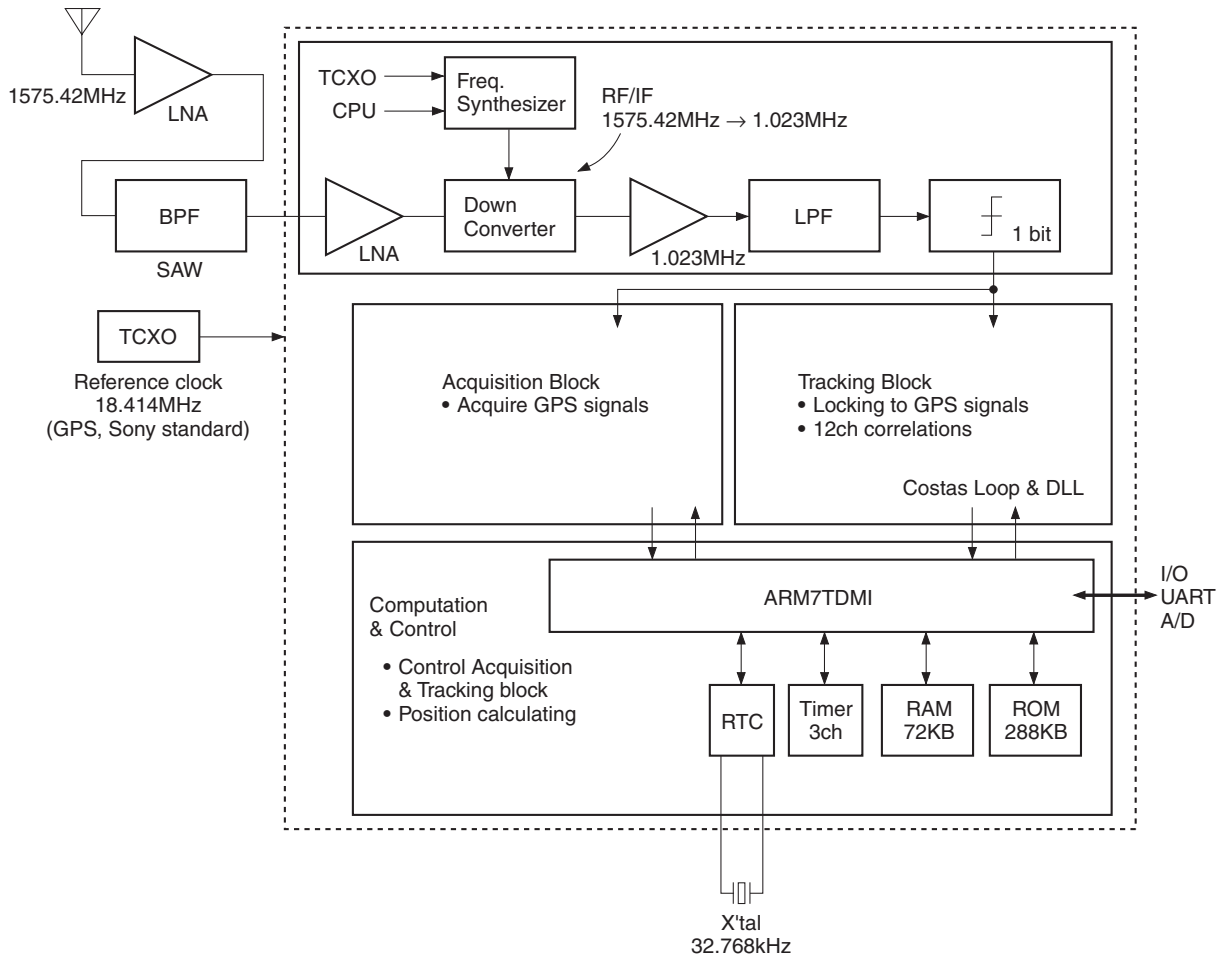 1575.42MHz
LNA
BPF
SAW
TCXO
Reference clock
18.414MHz
(GPS, Sony standard)
TCXO
CPU
Freq.
Synthesizer
RF/IF
1575.42MHz → 1.023MHz
LNA
Down
Converter
1.023MHz
LPF
1 bit
Acquisition Block
• Acquire GPS signals
Tracking Block
• Locking to GPS signals
• 12ch correlations
Costas Loop & DLL
Computation
& Control
• Control Acquisition
& Tracking block
• Position calculating
ARM7TDMI
I/O
UART
A/D
RTC
Timer
3ch
RAM
72KB
ROM
288KB
X'tal
32.768kHz